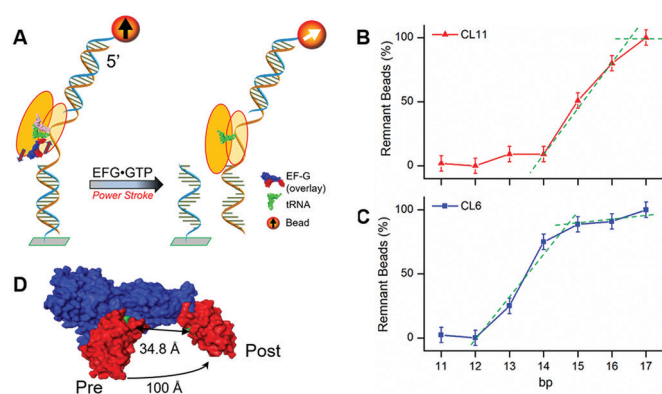 A
5'
EFG•GTP
Power Stroke
EF-G
(overlay)
tRNA
Bead
B
Remnant Beads (%)
100
50
0
CL11
C
Remnant Beads (%)
100
50
0
CL6
11 12 13 14 15 16 17
bp
D
34.8 Å
100 Å
Pre
Post